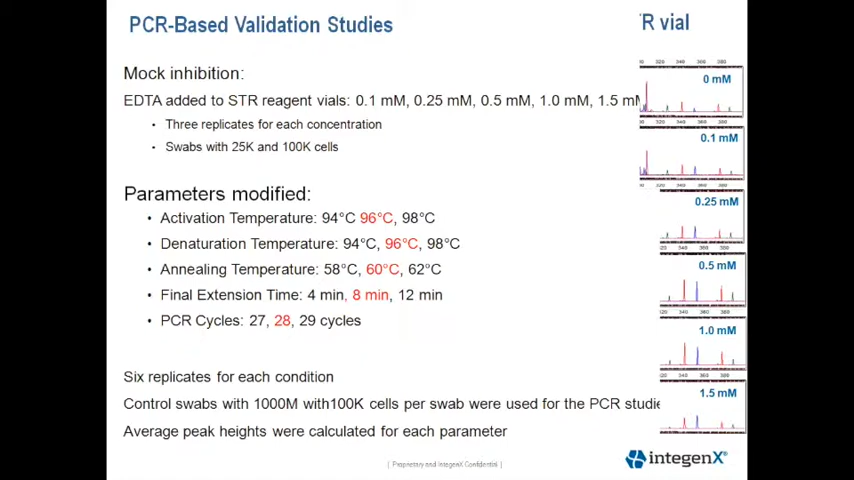 PCR-Based Validation Studies
R vial
Mock inhibition:
EDTA added to STR reagent vials: 0.1 mM, 0.25 mM, 0.5 mM, 1.0 mM, 1.5 mM
• Three replicates for each concentration
• Swabs with 25K and 100K cells
Parameters modified:
• Activation Temperature: 94°C 96°C, 98°C
• Denaturation Temperature: 94°C, 96°C, 98°C
• Annealing Temperature: 58°C, 60°C, 62°C
• Final Extension Time: 4 min, 8 min, 12 min
• PCR Cycles: 27, 28, 29 cycles
Six replicates for each condition
Control swabs with 1000M with100K cells per swab were used for the PCR studie
Average peak heights were calculated for each parameter
0 mM
0.1 mM
0.25 mM
0.5 mM
1.0 mM
1.5 mM
[ Proprietary and IntegenX Confidential ]
integenX®